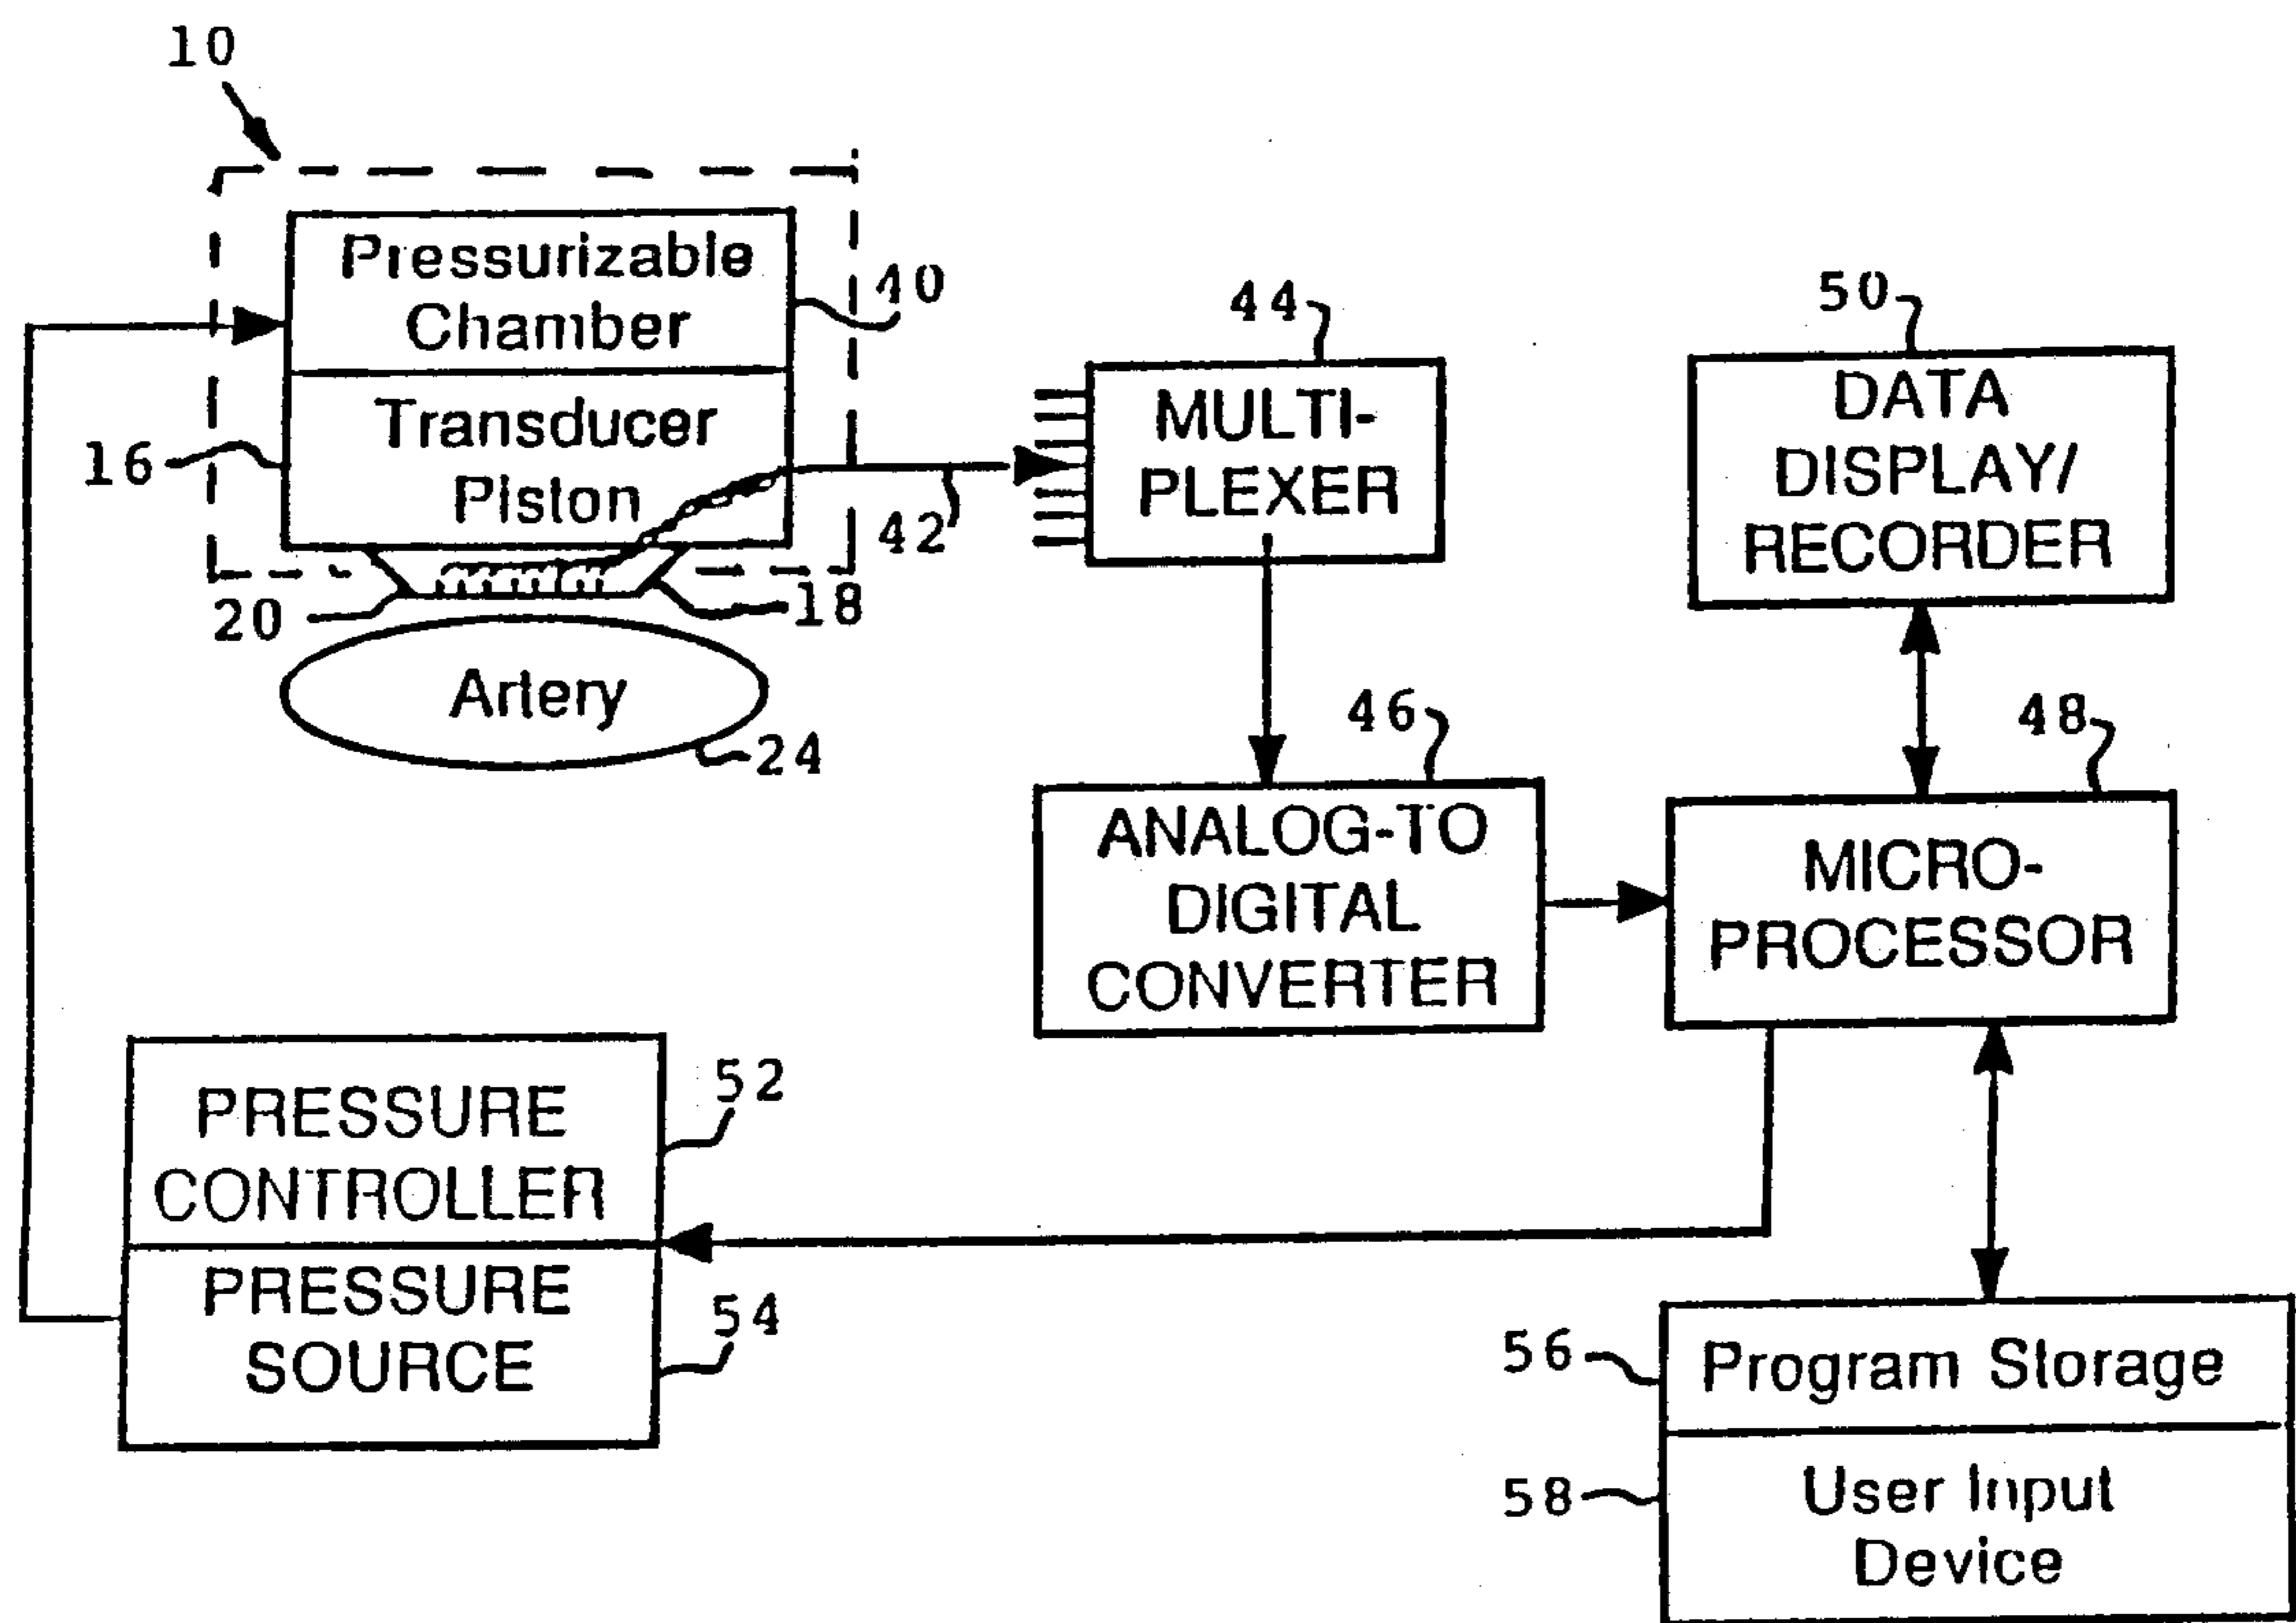 10
Pressurizable
Chamber
40
Transducer
Piston
16
42
20
18
Artery
24
44
MULTI-
PLEXER
50
DATA
DISPLAY/
RECORDER
46
ANALOG-TO
DIGITAL
CONVERTER
48
MICRO-
PROCESSOR
PRESSURE
CONTROLLER
52
PRESSURE
SOURCE
54
56
Program Storage
58
User Input
Device